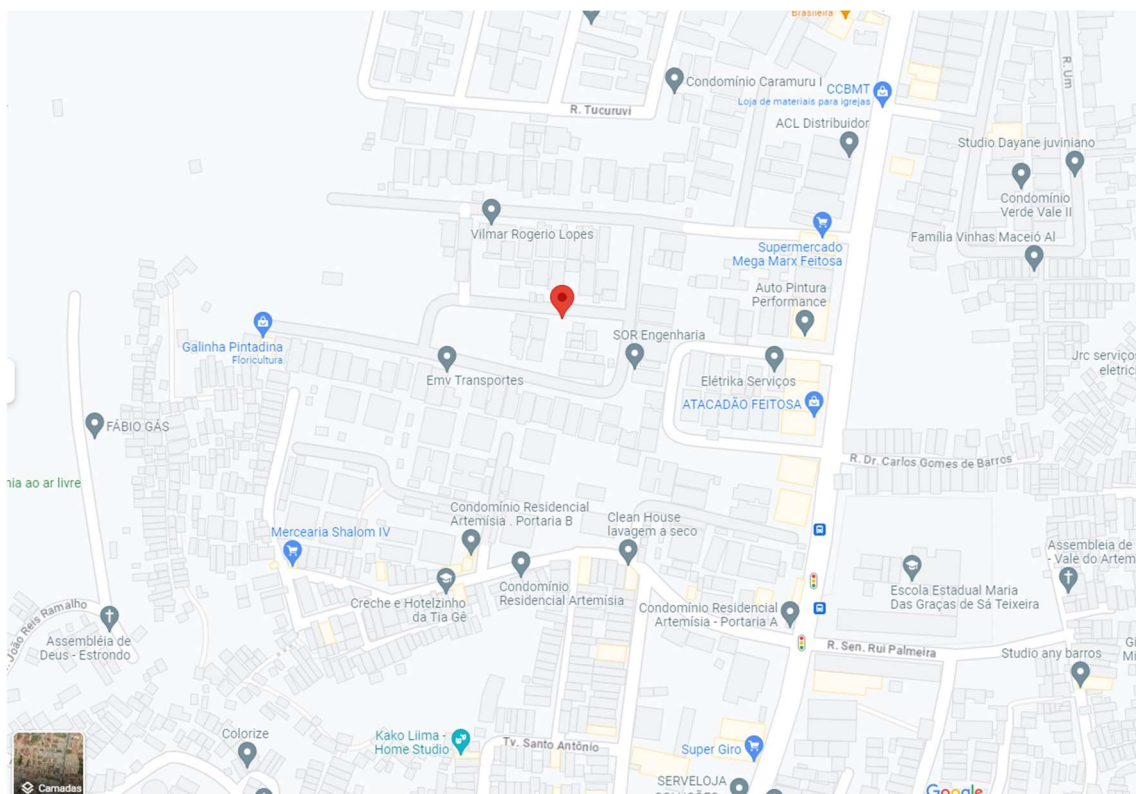 Brasileira
Condomínio Caramuru I
CCBMT
Loja de materiais para igrejas
R. Um
R. Tucuruvi
ACL Distribuidor
Studio Dayane juviniano
Condomínio
Verde Vale II
Vilmar Rogerio Lopes
Supermercado
Mega Marx Feitosa
Família Vinhas Maceió Al
Auto Pintura
Performance
Galinha Pintadina
Floricultura
SOR Engenharia
Emv Transportes
Elétrika Serviços
Jrc serviços
ATACADÃO FEITOSA
FÁBIO GÁS
R. Dr. Carlos Gomes de Barros
ao ar livre
Condomínio Residencial
Artemísia . Portaria B
Clean House
lavagem a seco
Mercearia Shalom IV
Assembleia de
- Vale do
Escola Estadual Maria
Das Graças de Sá Teixeira
Condomínio
Residencial Artemísia
Creche e Hotelzinho
da Tia Gê
Condomínio Residencial
Artemísia - Portaria A
João Reis Ramalho
Assembléia de
Deus - Estrondo
R. Sen. Rui Palmeira
Studio any barros
Colorize
Kako Liima -
Home Studio
Tv. Santo Antônio
Super Giro
SERVELOJA
Camadas
Google